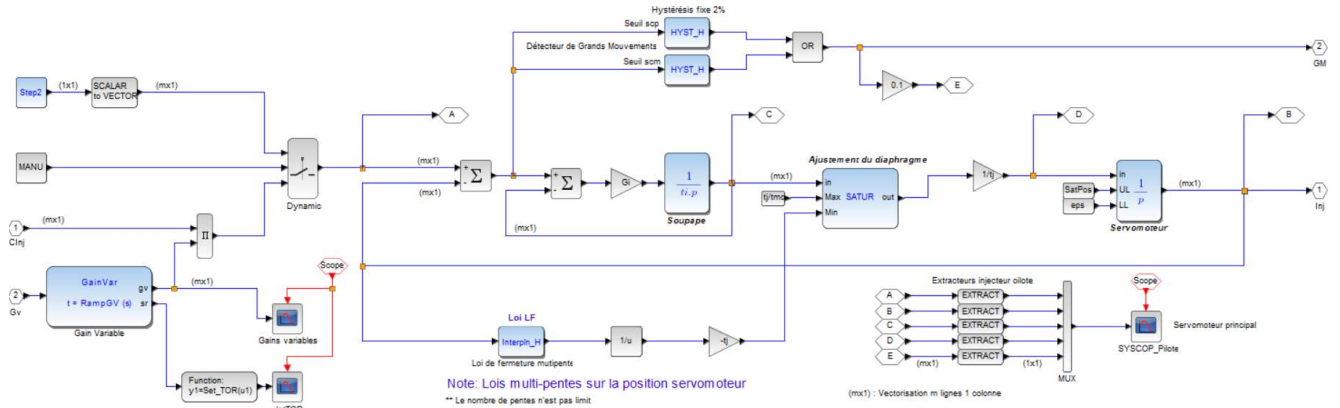 Hystérésis fixe 2%
Seuil scp
HYST_H
Détecteur de Grands Mouvements
OR
2
GM
Seuil scm
HYST_H
0.1
E
Step2
(1x1)
SCALAR
to VECTOR
(mx1)
A
C
D
B
MANU
Dynamic
(mx1)
(mx1)
+
-
Σ
+
-
Σ
Gi
1
ti.p
Soupape
(mx1)
(mx1)
Ajustement du diaphragme
in
Max
Min
SATUR
out
tj/tmo
1/tj
SatPos
eps
in
UL
LL
1
p
Servomoteur
(mx1)
1
Inj
1
CInj
(mx1)
Π
2
Gv
GainVar
t = RampGV (s)
gv
sr
Gain Variable
(mx1)
Scope
Gains variables
Function:
y1=Set_TOR(u1)
Loi LF
Interpln_H
Loi de fermeture mutipente
1/u
-tj
Note: Lois multi-pentes sur la position servomoteur
** Le nombre de pentes n'est pas limit
Extracteurs injecteur pilote
A
EXTRACT
B
EXTRACT
C
EXTRACT
D
EXTRACT
E
EXTRACT
(mx1)
(1x1)
MUX
Scope
Servomoteur principal
SYSCOP_Pilote
(mx1) : Vectorisation m lignes 1 colonne